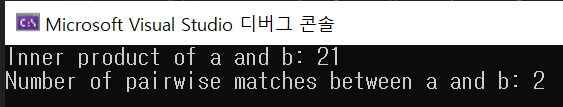 Microsoft Visual Studio 디버그 콘솔
Inner product of a and b: 21
Number of pairwise matches between a and b: 2